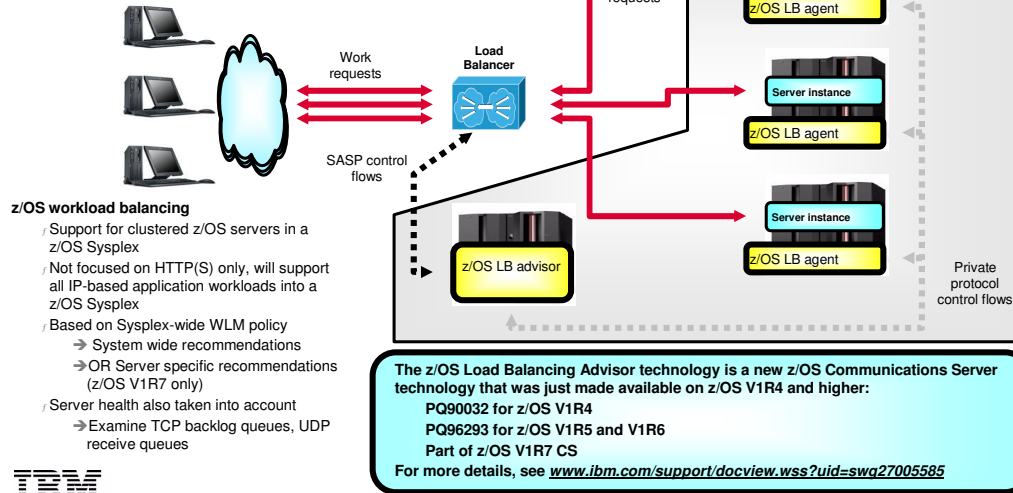 requests
z/OS LB agent
Work
requests
Load
Balancer
Server instance
z/OS LB agent
SASP control
flows
Server instance
z/OS LB agent
z/OS LB advisor
Private
protocol
control flows
z/OS workload balancing
Support for clustered z/OS servers in a
z/OS Sysplex
Not focused on HTTP(S) only, will support
all IP-based application workloads into a
z/OS Sysplex
Based on Sysplex-wide WLM policy
➔ System wide recommendations
➔OR Server specific recommendations
(z/OS V1R7 only)
Server health also taken into account
➔Examine TCP backlog queues, UDP
receive queues
The z/OS Load Balancing Advisor technology is a new z/OS Communications Server
technology that was just made available on z/OS V1R4 and higher:
PQ90032 for z/OS V1R4
PQ96293 for z/OS V1R5 and V1R6
Part of z/OS V1R7 CS
For more details, see www.ibm.com/support/docview.wss?uid=swg27005585
IBM